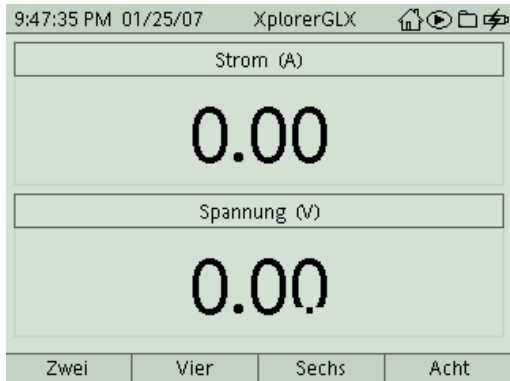 9:47:35 PM 01/25/07 XplorerGLX
Strom (A)
0.00
Spannung (V)
0.00
Zwei Vier Sechs Acht